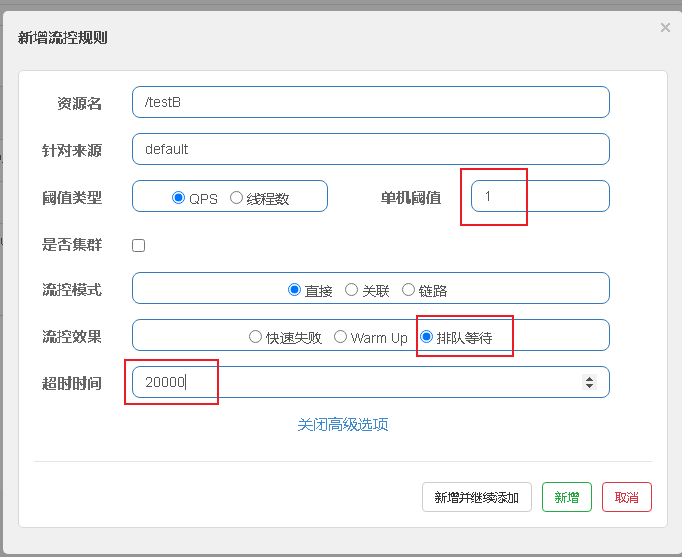 新增流控规则
资源名 /testB
针对来源 default
阈值类型 QPS 线程数 单机阈值 1
是否集群
流控模式 直接 关联 链路
流控效果 快速失败 Warm Up 排队等待
超时时间 20000
关闭高级选项
新增并继续添加 新增 取消